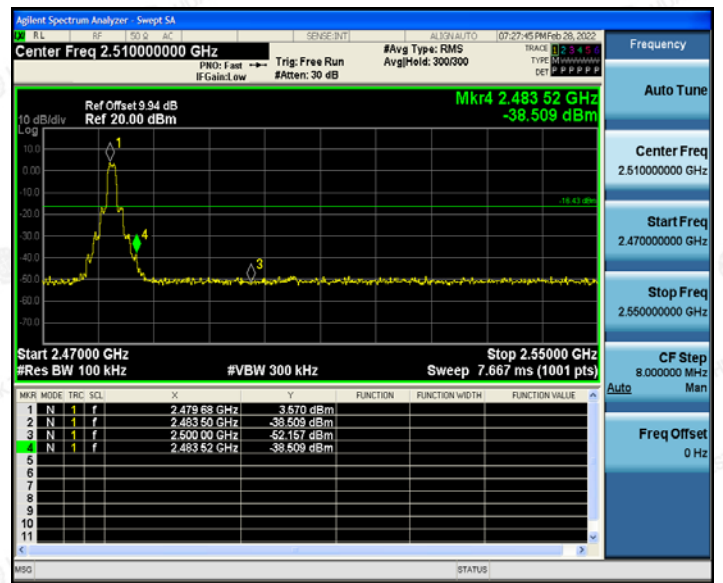 Agilent Spectrum Analyzer - Swept SA
RL RF 50 Ω AC SENSE:INT ALIGNAUTO 07:27:45 PM Feb 28, 2022
Center Freq 2.510000000 GHz
PNO: Fast
IFGain:Low
Trig: Free Run
#Atten: 30 dB
#Avg Type: RMS
Avg|Hold: 300/300
TRACE 1 2 3 4 5 6
TYPE M
DET P P P P P P
Frequency
Auto Tune
Center Freq
2.510000000 GHz
Start Freq
2.470000000 GHz
Stop Freq
2.550000000 GHz
CF Step
8.000000 MHz
Auto Man
Freq Offset
0 Hz
Mkr4 2.483 52 GHz
-38.509 dBm
Ref Offset 9.94 dB
10 dB/div Ref 20.00 dBm
Log
10.0
0.00
-10.0
-20.0
-30.0
-40.0
-50.0
-60.0
-70.0
1
4
3
-16.43 dBm
Start 2.47000 GHz Stop 2.55000 GHz
#Res BW 100 kHz #VBW 300 kHz Sweep 7.667 ms (1001 pts)
MKR MODE TRC SCL X Y FUNCTION FUNCTION WIDTH FUNCTION VALUE
1 N 1 f 2.479 68 GHz 3.570 dBm
2 N 1 f 2.483 50 GHz -38.509 dBm
3 N 1 f 2.500 00 GHz -52.157 dBm
4 N 1 f 2.483 52 GHz -38.509 dBm
5
6
7
8
9
10
11
MSG STATUS